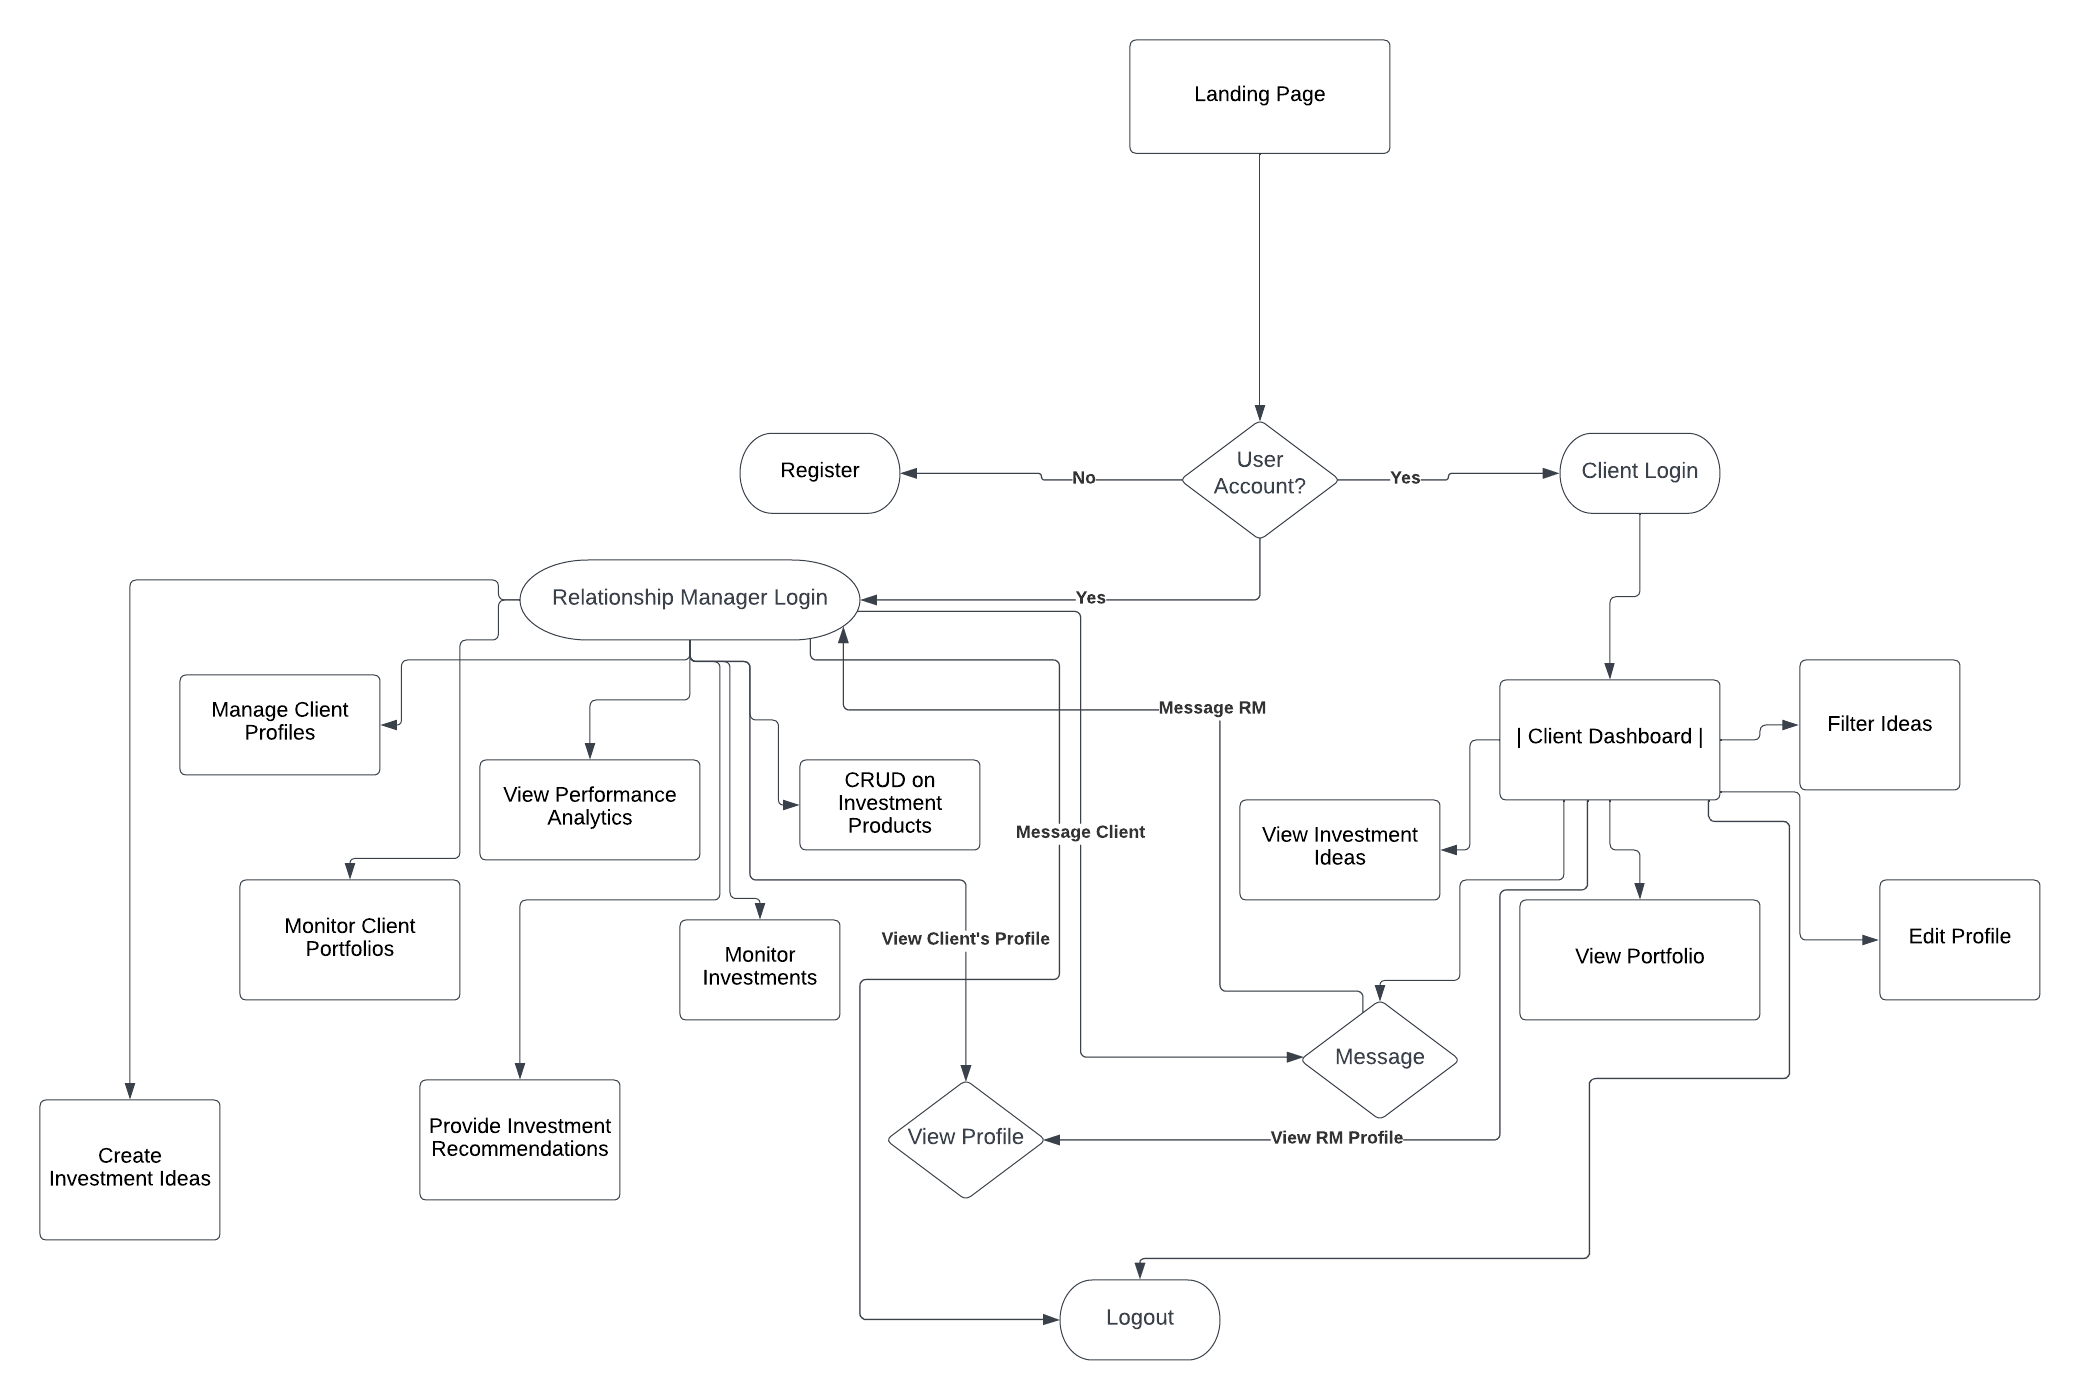 Landing Page
User
Account?
Register
No
Yes
Client Login
Relationship Manager Login
Yes
Manage Client
Profiles
Message RM
| Client Dashboard |
Filter Ideas
View Performance
Analytics
CRUD on
Investment
Products
Message Client
View Investment
Ideas
Monitor Client
Portfolios
View Client's Profile
Monitor
Investments
View Portfolio
Edit Profile
Message
Provide Investment
Recommendations
View Profile
View RM Profile
Create
Investment Ideas
Logout